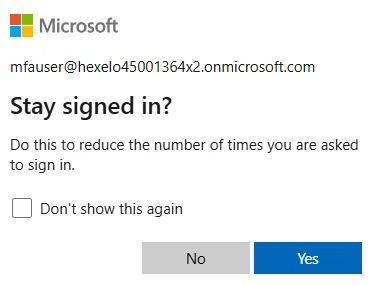 Microsoft
mfauser@hexelo45001364x2.onmicrosoft.com
Stay signed in?
Do this to reduce the number of times you are asked
to sign in.
Don't show this again
No
Yes